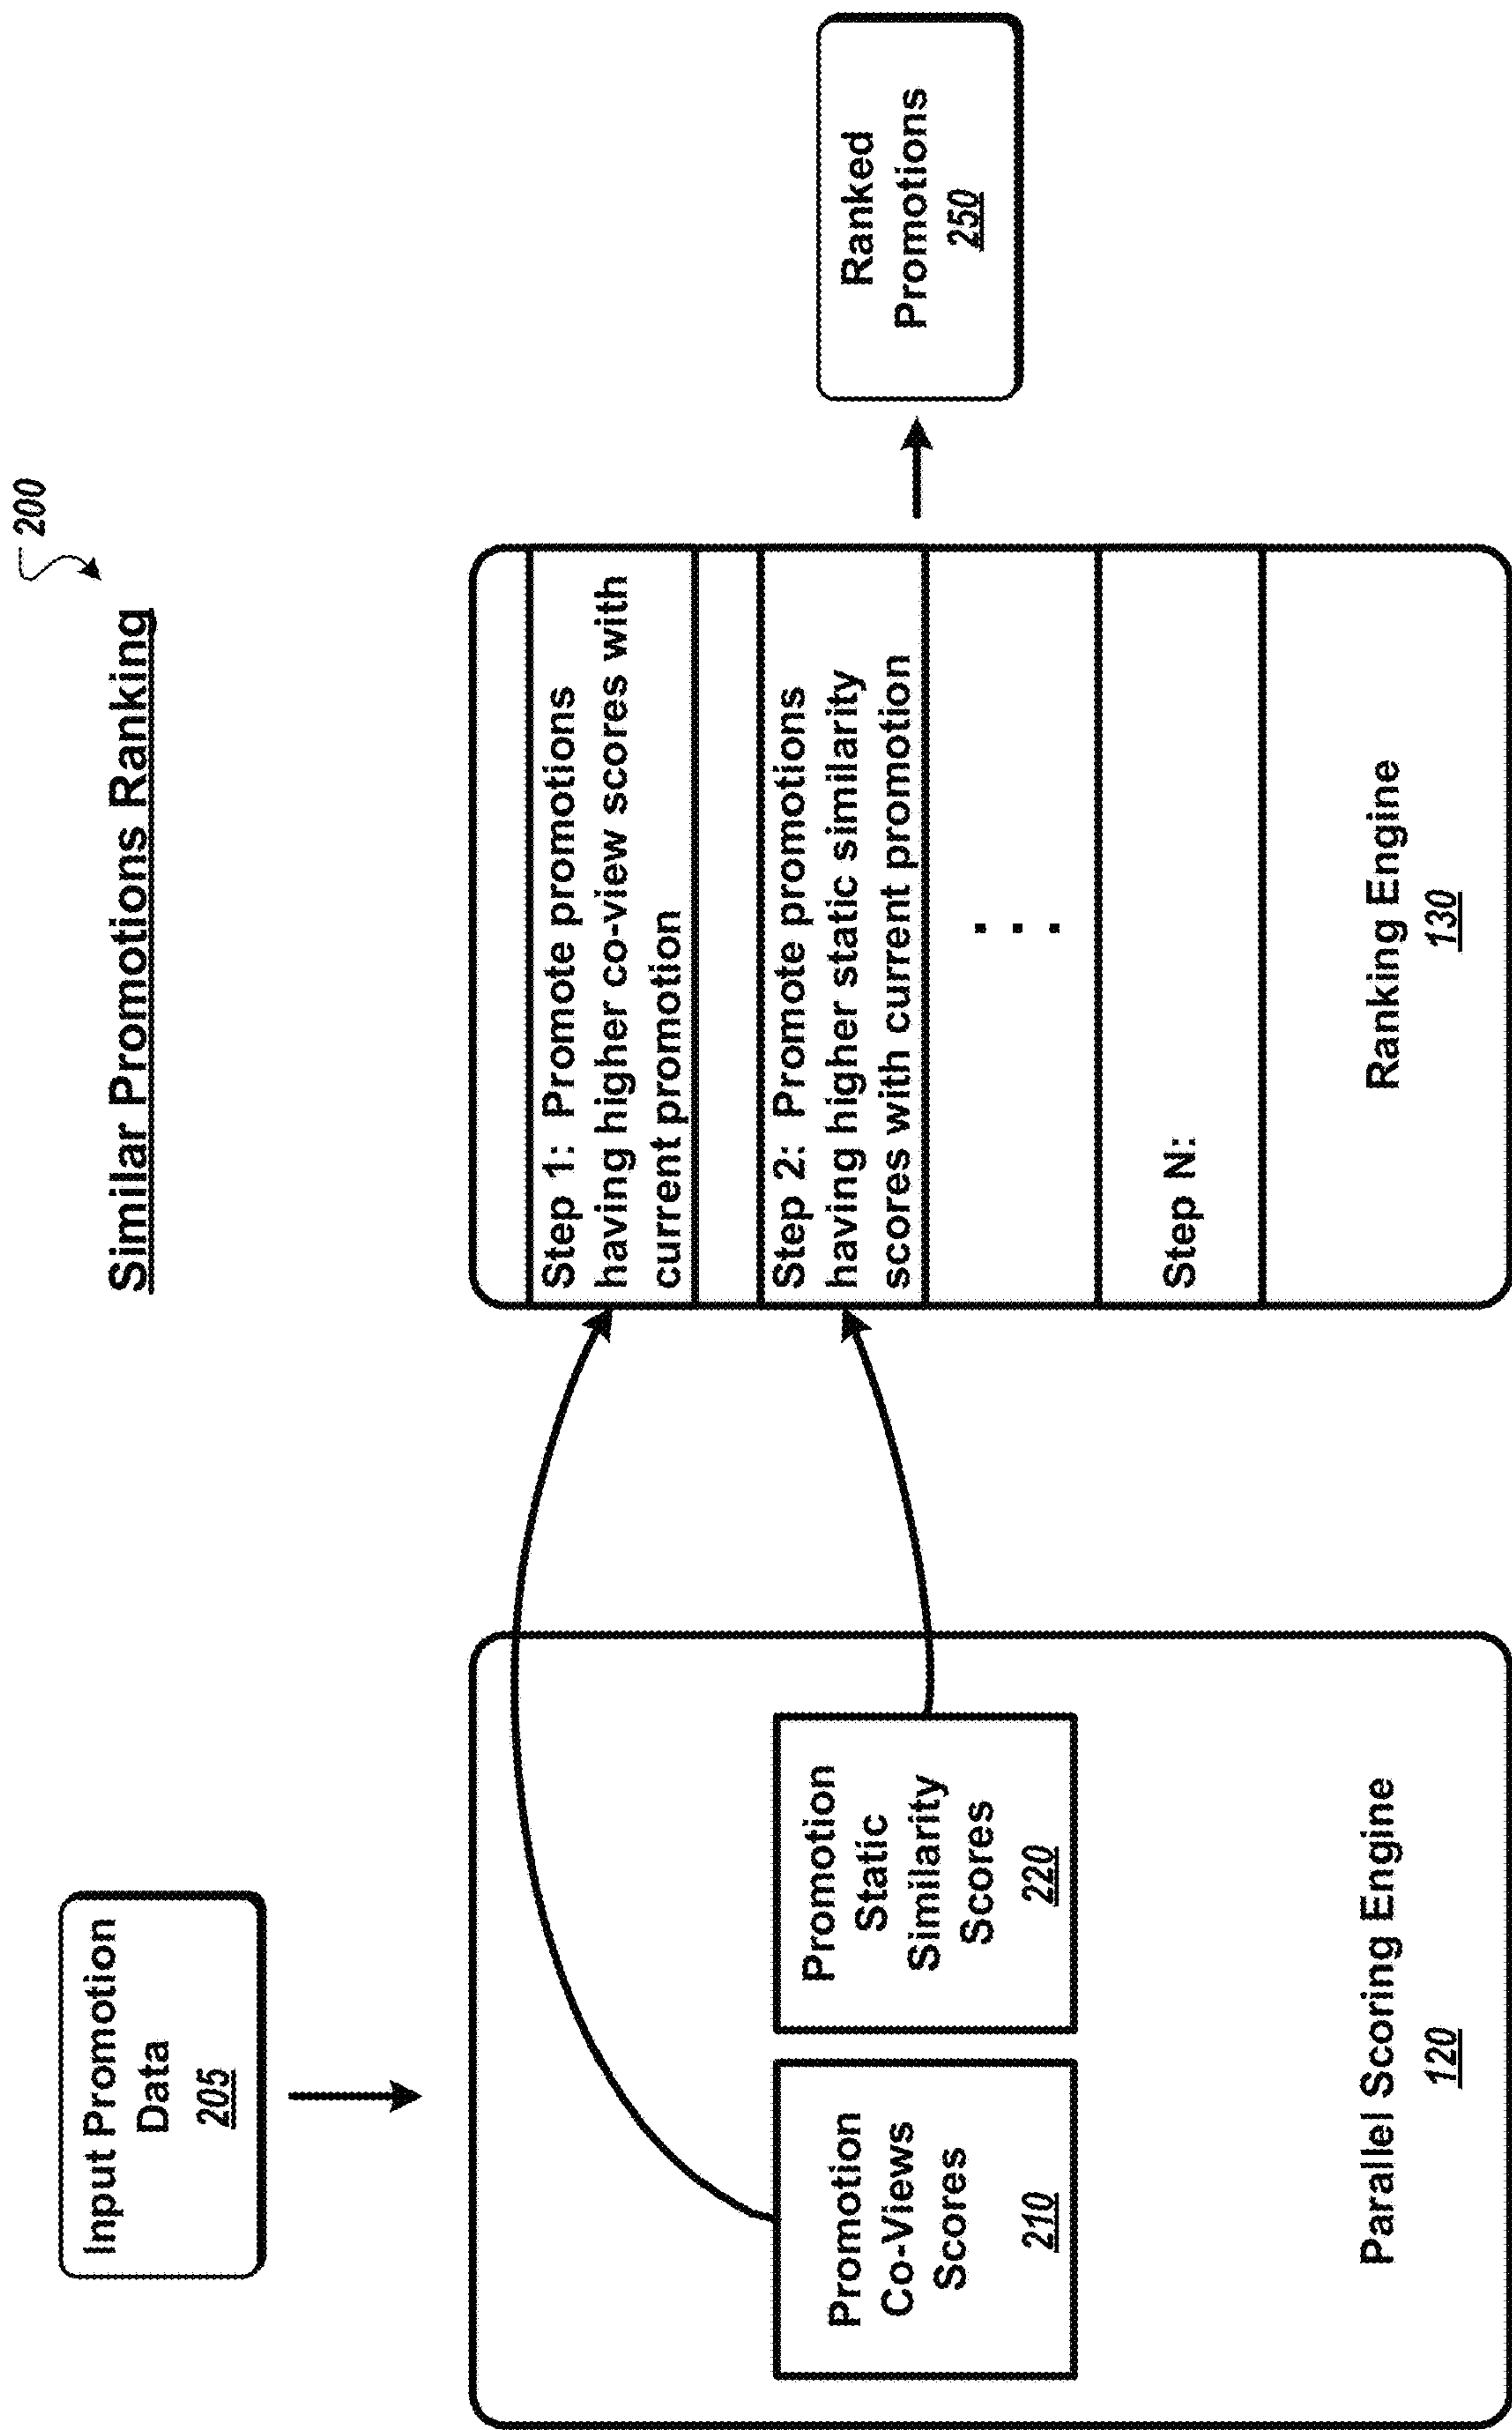 Similar Promotions Ranking
200
Input Promotion
Data
205
Promotion
Co-Views
Scores
210
Promotion
Static
Similarity
Scores
220
Parallel Scoring Engine
120
Step 1: Promote promotions
having higher co-view scores with
current promotion
Step 2: Promote promotions
having higher static similarity
scores with current promotion
. . .
Step N:
Ranking Engine
130
Ranked
Promotions
250